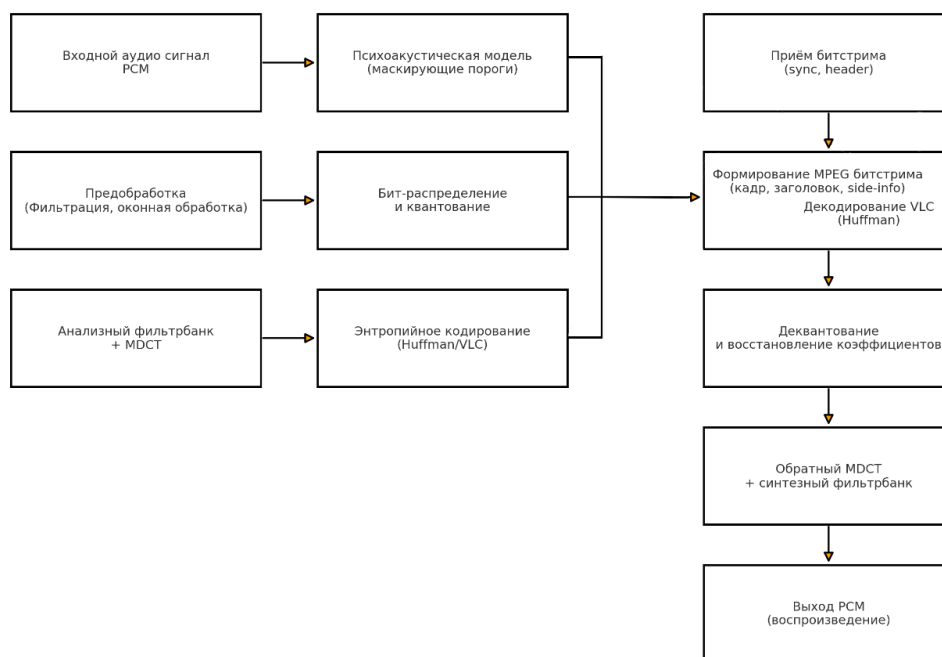 Входной аудио сигнал
PCM
Психоакустическая модель
(маскирующие пороги)
Приём битстрима
(sync, header)
Предобработка
(Фильтрация, оконная обработка)
Бит-распределение
и квантование
Формирование MPEG битстрима
(кадр, заголовок, side-info)
Декодирование VLC
(Huffman)
Анализный фильтрбанк
+ MDCT
Энтропийное кодирование
(Huffman/VLC)
Деквантование
и восстановление коэффициентов
Обратный MDCT
+ синтезный фильтрбанк
Выход PCM
(воспроизведение)